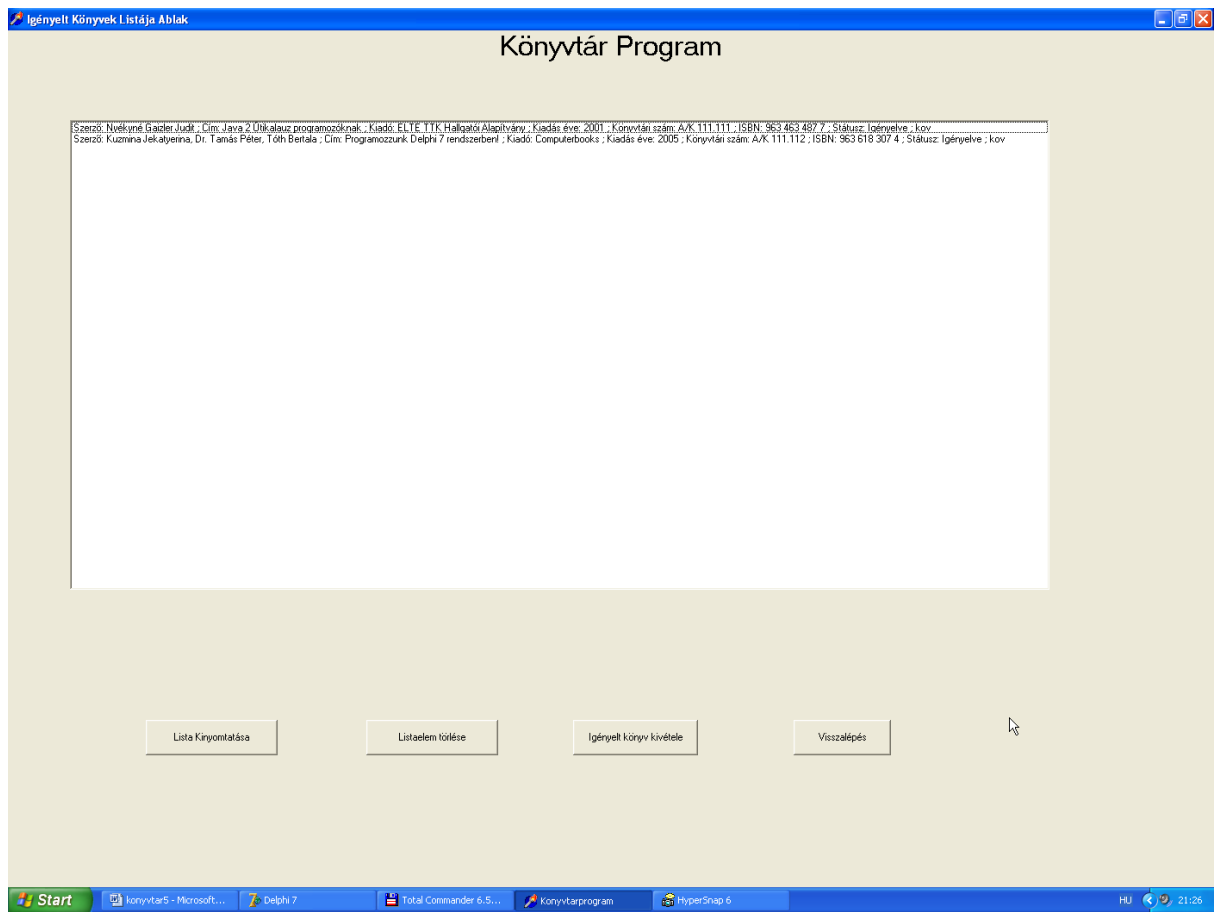 Igényelt Könyvek Listája Ablak
Könyvtár Program
Szerző: Nyékyné Gaizler Judit ; Cím: Java 2 Útikalauz programozóknak ; Kiadó: ELTE TTK Hallgatói Alapítvány ; Kiadás éve: 2001 ; Könyvtári szám: A/K 111.111 ; ISBN: 963 463 487 7 ; Státusz: Igényelve ; kov
Szerző: Kuzmina Jekatyerina, Dr. Tamás Péter, Tóth Bertala ; Cím: Programozzunk Delphi 7 rendszerben! ; Kiadó: Computerbooks ; Kiadás éve: 2005 ; Könyvtári szám: A/K 111.112 ; ISBN: 963 618 307 4 ; Státusz: Igényelve ; kov
Lista Kinyomtatása
Listaelem törlése
Igényelt könyv kivétele
Visszalépés
Start
konyvtar5 - Microsoft...
Delphi 7
Total Commander 6.5...
Konyvtarprogram
HyperSnap 6
HU
21:26